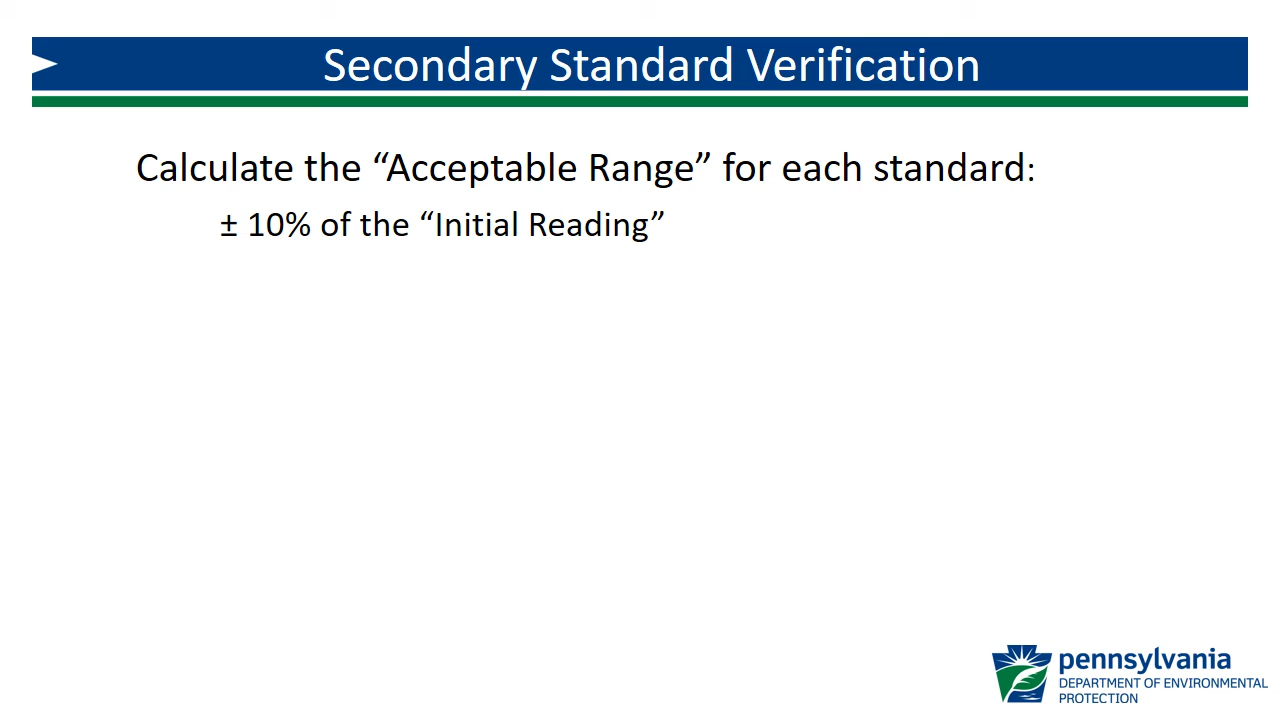 Secondary Standard Verification
Calculate the “Acceptable Range” for each standard:
± 10% of the “Initial Reading”
pennsylvania
DEPARTMENT OF ENVIRONMENTAL
PROTECTION